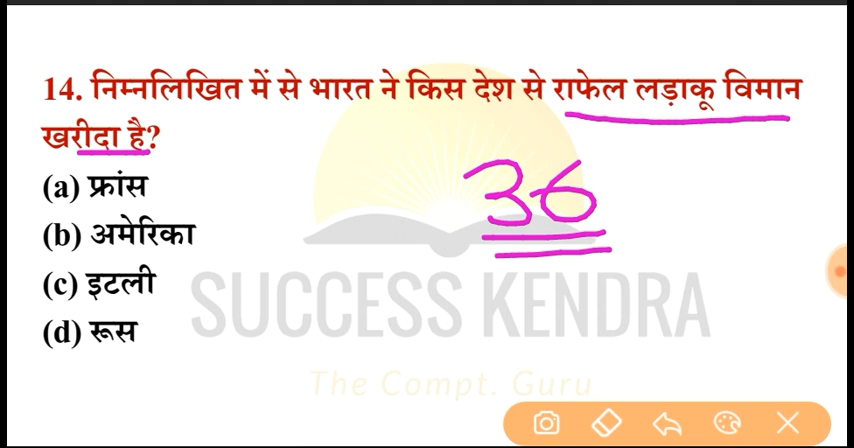 14. निम्नलिखित में से भारत ने किस देश से राफेल लड़ाकू विमान
खरीदा है?
(a) फ्रांस
36
(b) अमेरिका
(c) इटली
SUCCESS KENDRA
(d) रूस
The Compt. Guru